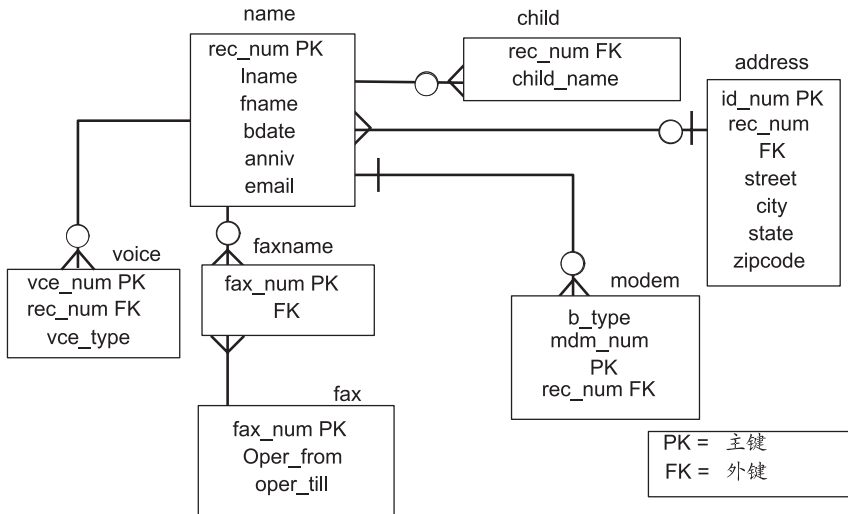 name
rec_num PK
lname
fname
bdate
anniv
email
child
rec_num FK
child_name
address
id_num PK
rec_num
FK
street
city
state
zipcode
voice
vce_num PK
rec_num FK
vce_type
faxname
fax_num PK
FK
modem
b_type
mdm_num
PK
rec_num FK
fax
fax_num PK
Oper_from
oper_till
PK = 主键
FK = 外键